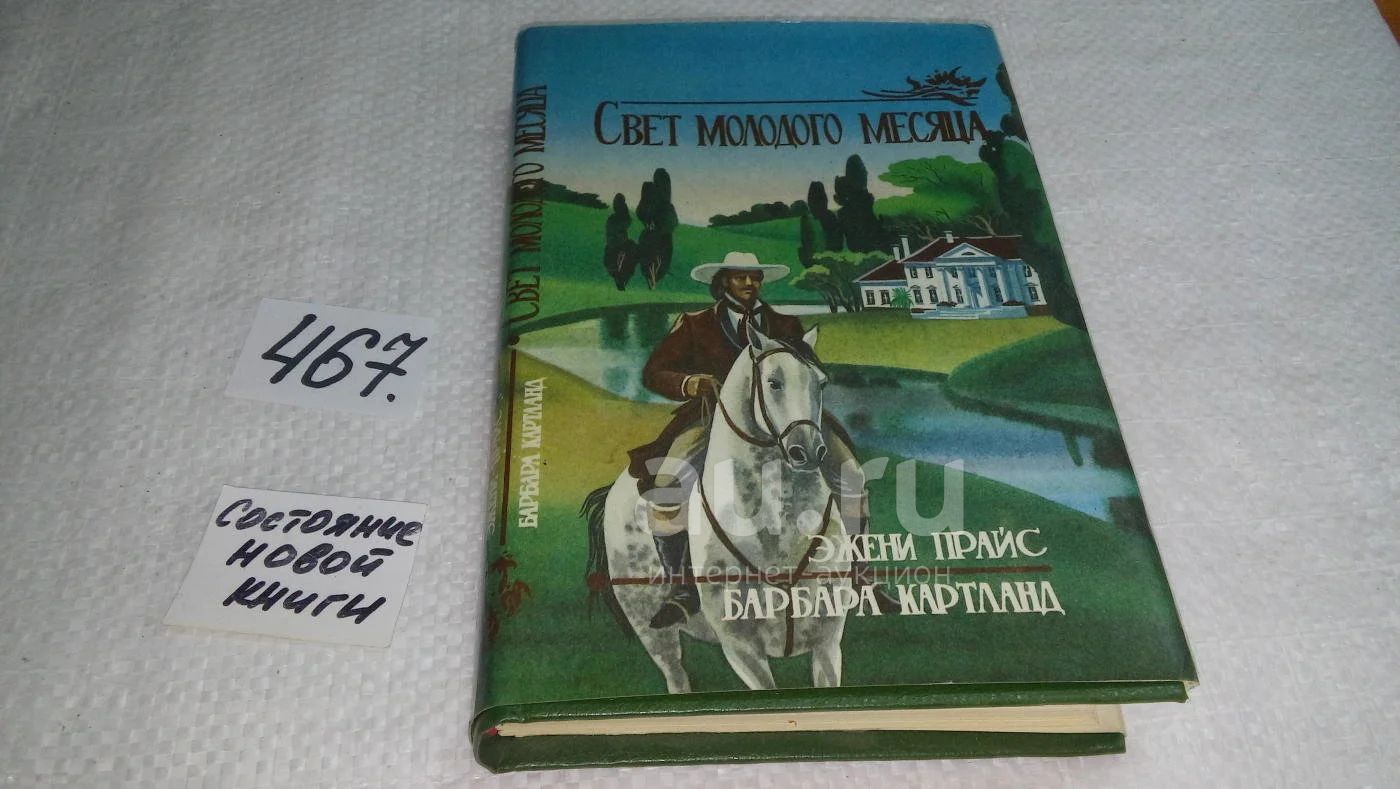 Свет молодого месяца
Эжени Прайс
Барбара Картланд
Свет молодого месяца
Барбара Картланд
467.
Состояние
новой
книги
au.ru
интернет аукцион